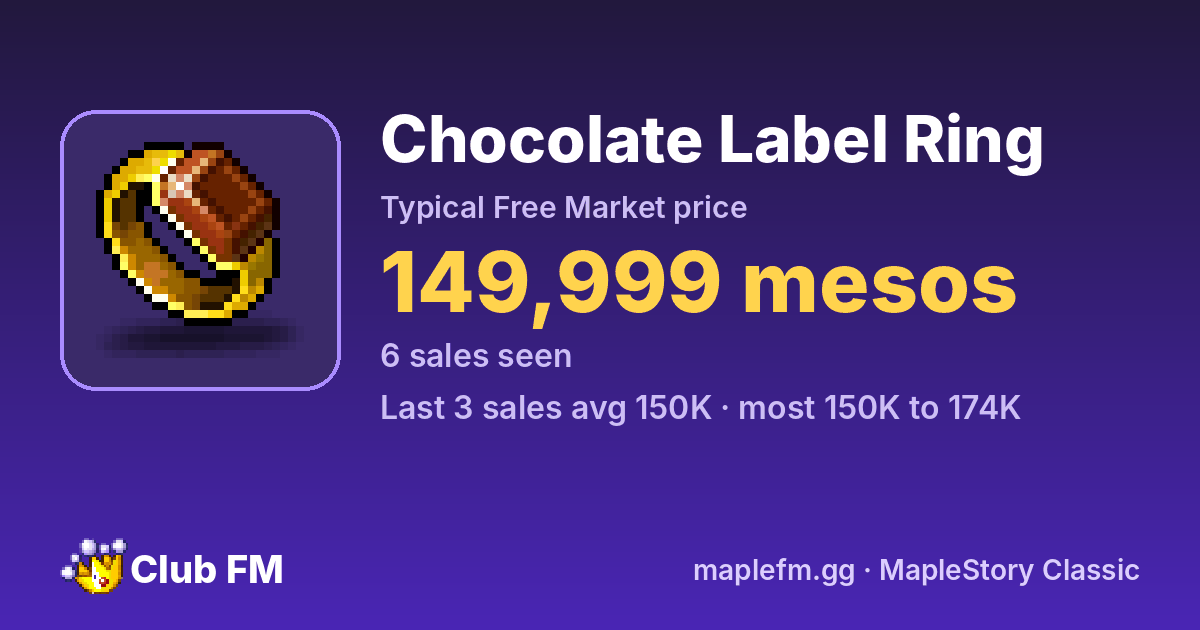 Chocolate Label Ring
Typical Free Market price
149,999 mesos
6 sales seen
Last 3 sales avg 150K · most 150K to 174K
Club FM
maplefm.gg · MapleStory Classic